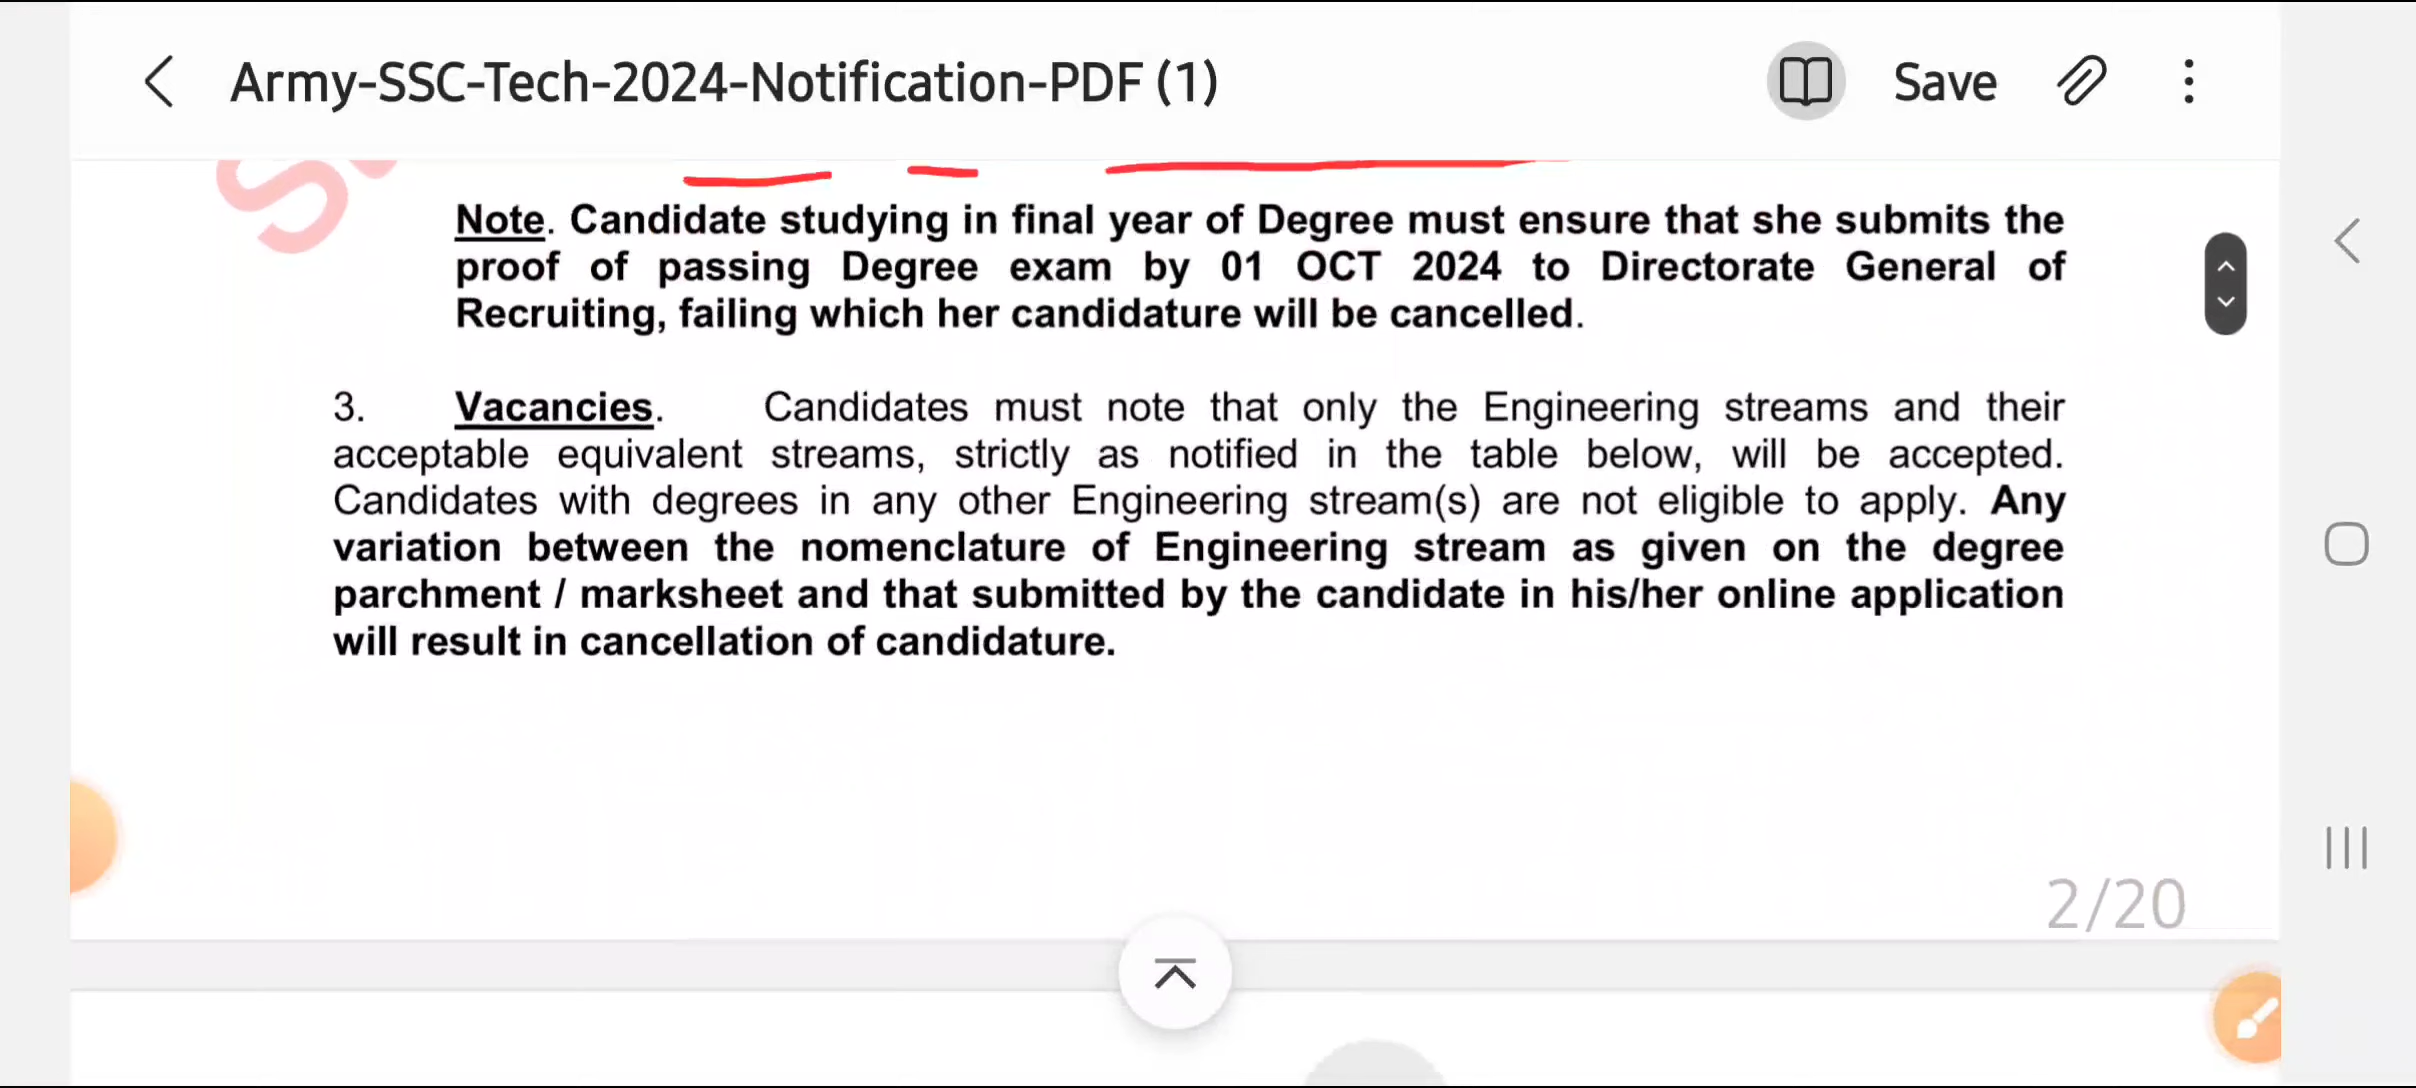 Army-SSC-Tech-2024-Notification-PDF (1)
Save
Note. Candidate studying in final year of Degree must ensure that she submits the
proof of passing Degree exam by 01 OCT 2024 to Directorate General of
Recruiting, failing which her candidature will be cancelled.
3. Vacancies. Candidates must note that only the Engineering streams and their
acceptable equivalent streams, strictly as notified in the table below, will be accepted.
Candidates with degrees in any other Engineering stream(s) are not eligible to apply. Any
variation between the nomenclature of Engineering stream as given on the degree
parchment / marksheet and that submitted by the candidate in his/her online application
will result in cancellation of candidature.
2/20